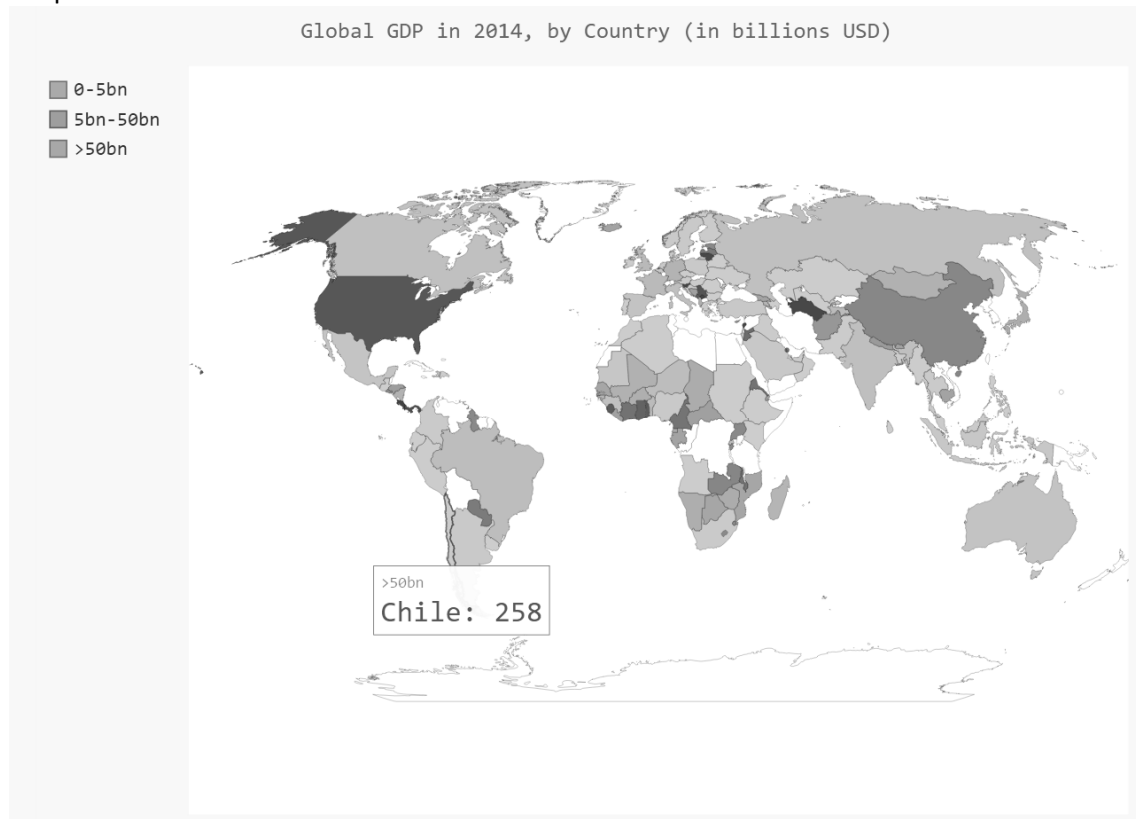 Global GDP in 2014, by Country (in billions USD)
0-5bn
5bn-50bn
>50bn
>50bn
Chile: 258